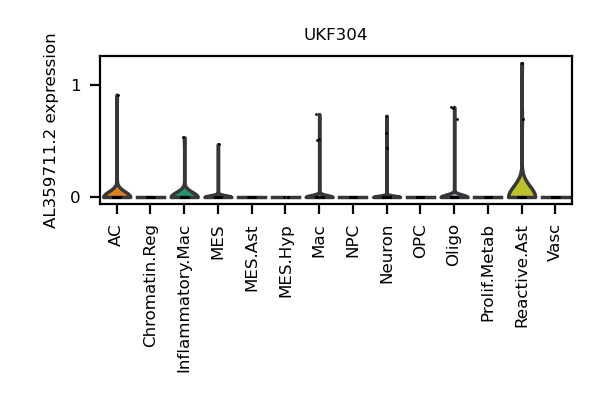 UKF304
AL359711.2 expression
1
0
AC
Chromatin.Reg
Inflammatory.Mac
MES
MES.Ast
MES.Hyp
Mac
NPC
Neuron
OPC
Oligo
Prolif.Metab
Reactive.Ast
Vasc